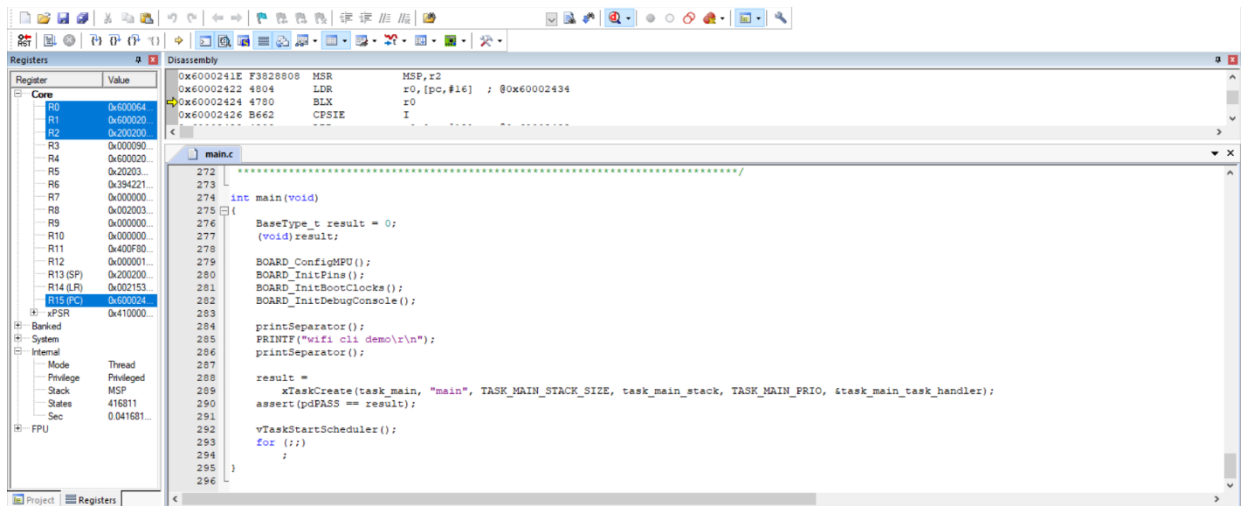 RST
Registers
Register Value
Core
R0 0x600064...
R1 0x600020...
R2 0x200200...
R3 0x000090...
R4 0x600020...
R5 0x20203...
R6 0x394221...
R7 0x000000...
R8 0x002003...
R9 0x000000...
R10 0x000000...
R11 0x400F80...
R12 0x000001...
R13 (SP) 0x200200...
R14 (LR) 0x002153...
R15 (PC) 0x600024...
xPSR 0x410000...
Banked
System
Internal
Mode Thread
Privilege Privileged
Stack MSP
States 416811
Sec 0.041681...
FPU
Project Registers
Disassembly
0x6000241E F3828808 MSR MSP,r2
0x60002422 4804 LDR r0,[pc,#16] ; @0x60002434
0x60002424 4780 BLX r0
0x60002426 B662 CPSIE I
main.c
272 ******************************************************************************/
273
274 int main(void)
275 {
276 BaseType_t result = 0;
277 (void)result;
278
279 BOARD_ConfigMPU();
280 BOARD_InitPins();
281 BOARD_InitBootClocks();
282 BOARD_InitDebugConsole();
283
284 printSeparator();
285 PRINTF("wifi cli demo\r\n");
286 printSeparator();
287
288 result =
289 xTaskCreate(task_main, "main", TASK_MAIN_STACK_SIZE, task_main_stack, TASK_MAIN_PRIO, &task_main_task_handler);
290 assert(pdPASS == result);
291
292 vTaskStartScheduler();
293 for (;;)
294 ;
295 }
296